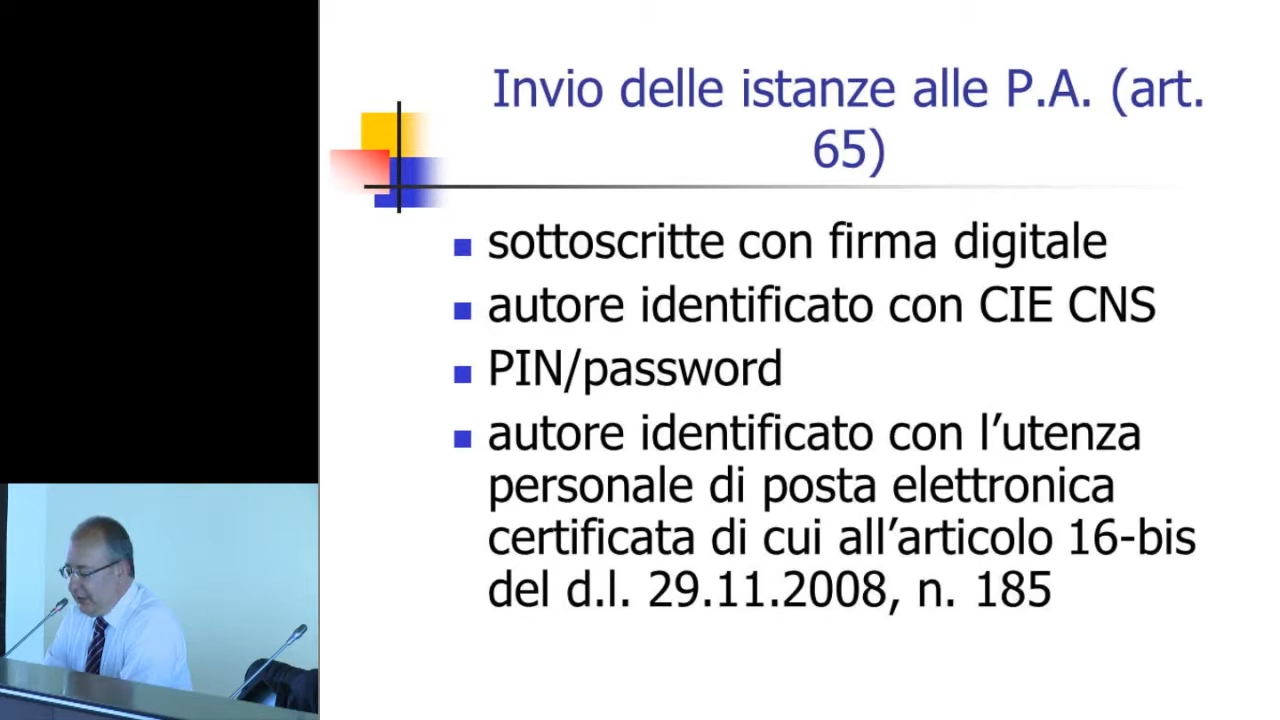 Invio delle istanze alle P.A. (art.
65)
sottoscritte con firma digitale
autore identificato con CIE CNS
PIN/password
autore identificato con l’utenza
personale di posta elettronica
certificata di cui all’articolo 16-bis
del d.l. 29.11.2008, n. 185